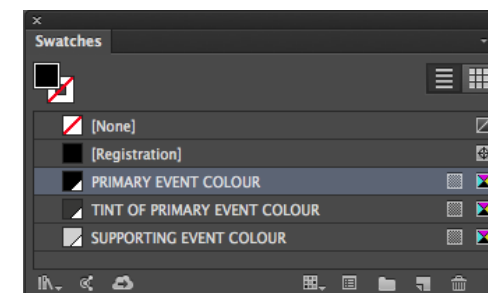 Swatches
[None]
[Registration]
PRIMARY EVENT COLOUR
TINT OF PRIMARY EVENT COLOUR
SUPPORTING EVENT COLOUR